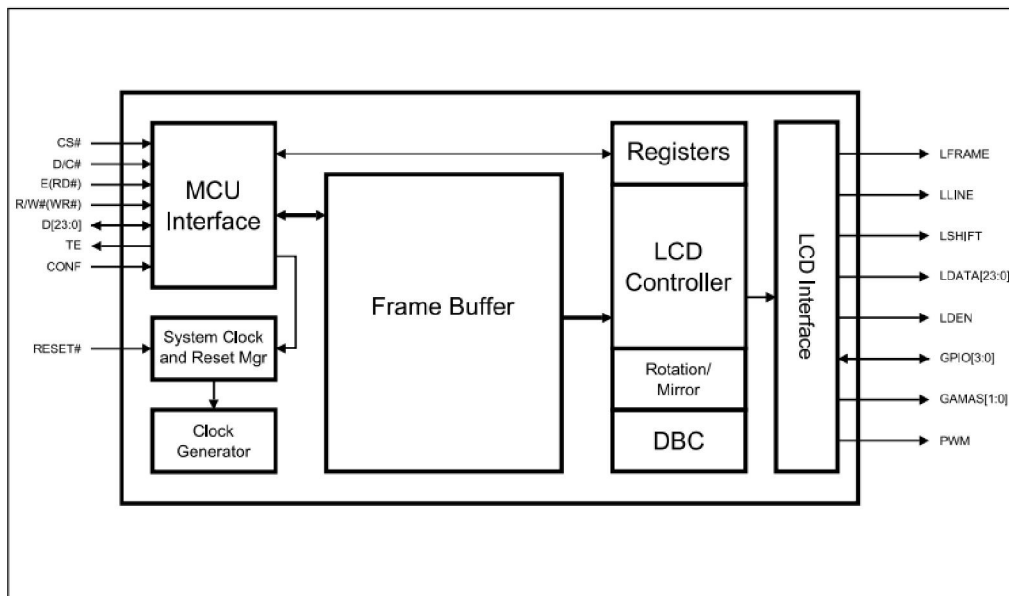 CS#
D/C#
E(RD#)
R/W#(WR#)
D[23:0]
TE
CONF
RESET#
MCU
Interface
System Clock
and Reset Mgr
Clock
Generator
Frame Buffer
Registers
LCD
Controller
Rotation/
Mirror
DBC
LCD Interface
LFRAME
LLINE
LSHIFT
LDATA[23:0]
LDEN
GPIO[3:0]
GAMAS[1:0]
PWM